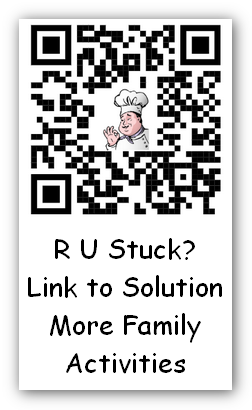 R U Stuck?
Link to Solution
More Family
Activities